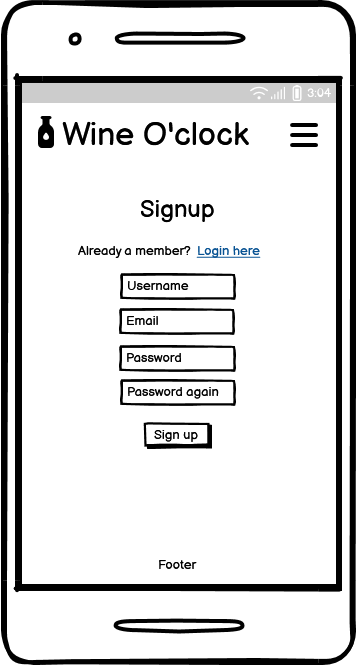 3:04
Wine O'clock
Signup
Already a member? Login here
Username
Email
Password
Password again
Sign up
Footer